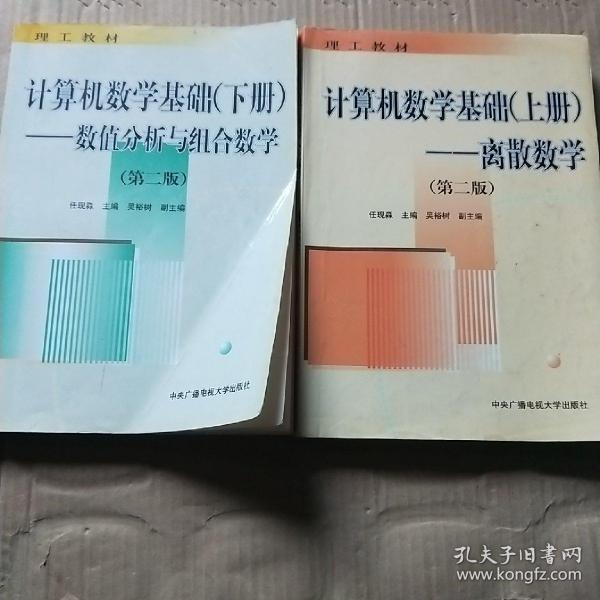 理工教材
计算机数学基础(下册)
——数值分析与组合数学
(第二版)
任现淼 主编 吴裕树 副主编
中央广播电视大学出版社
理工教材
计算机数学基础(上册)
——离散数学
(第二版)
任现淼 主编 吴裕树 副主编
中央广播电视大学出版社
孔夫子旧书网
www.kongfz.com